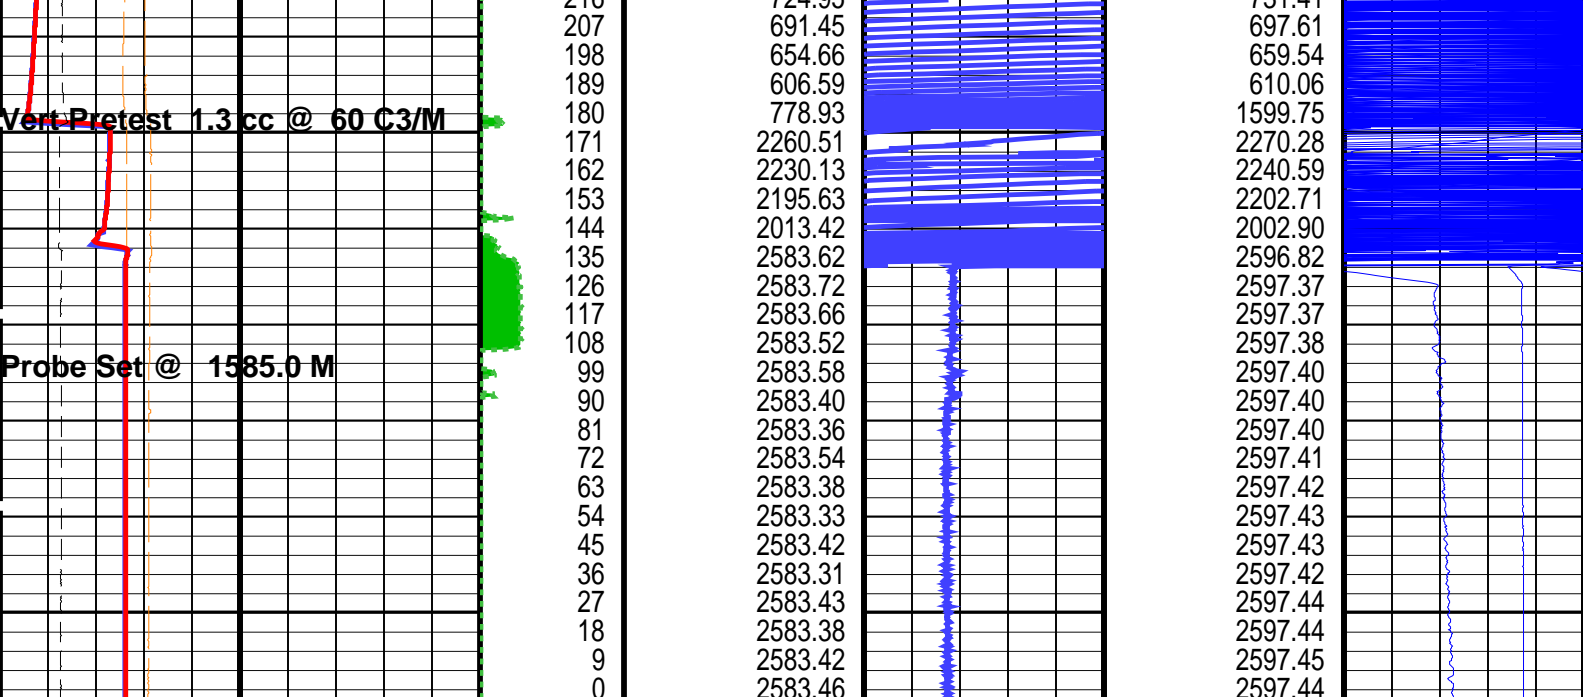 216 724.95 731.41
207 691.45 697.61
198 654.66 659.54
189 606.59 610.06
Vert Pretest 1.3 cc @ 60 C3/M 180 778.93 1599.75
171 2260.51 2270.28
162 2230.13 2240.59
153 2195.63 2202.71
144 2013.42 2002.90
135 2583.62 2596.82
126 2583.72 2597.37
117 2583.66 2597.37
108 2583.52 2597.38
Probe Set @ 1585.0 M 99 2583.58 2597.40
90 2583.40 2597.40
81 2583.36 2597.40
72 2583.54 2597.41
63 2583.38 2597.42
54 2583.33 2597.43
45 2583.42 2597.43
36 2583.31 2597.42
27 2583.43 2597.44
18 2583.38 2597.44
9 2583.42 2597.45
0 2583.46 2597.44